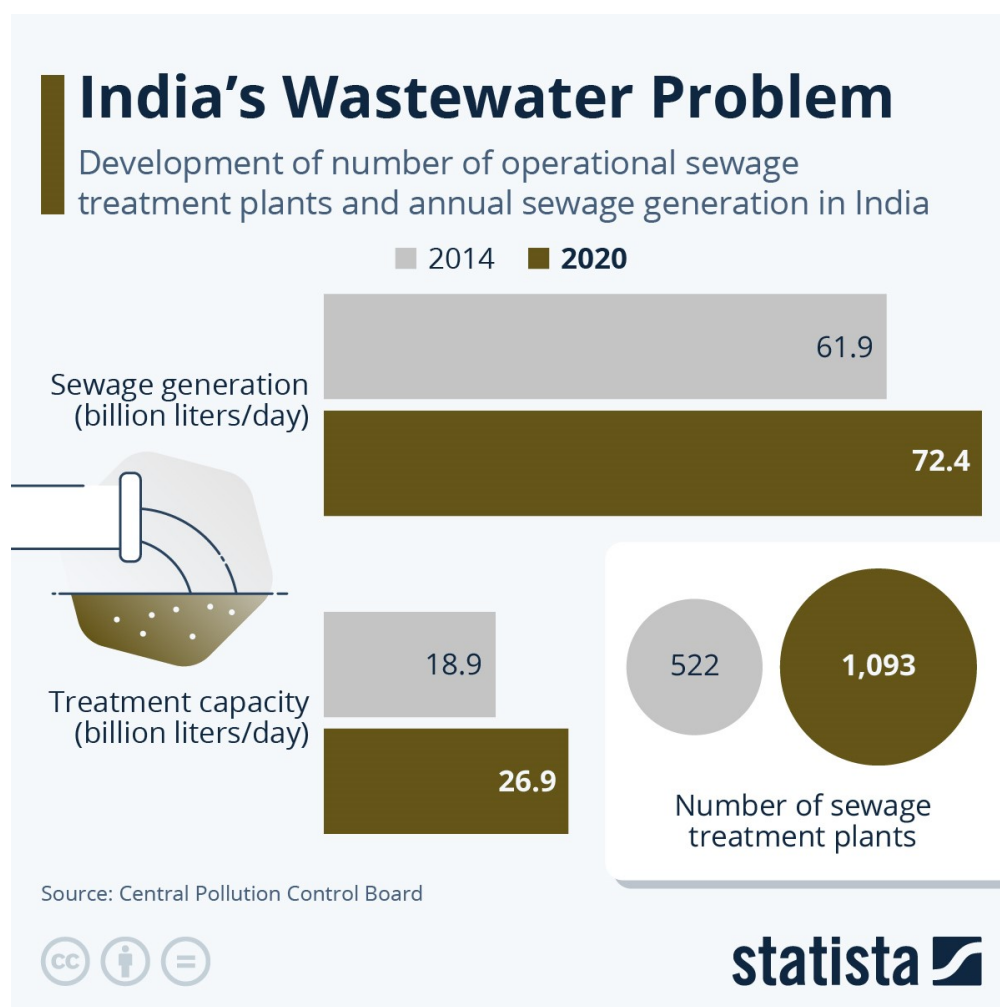 India’s Wastewater Problem
Development of number of operational sewage
treatment plants and annual sewage generation in India
2014 2020
Sewage generation
(billion liters/day)
61.9
72.4
Treatment capacity
(billion liters/day)
18.9
26.9
522
1,093
Number of sewage
treatment plants
Source: Central Pollution Control Board
cc
=
statista